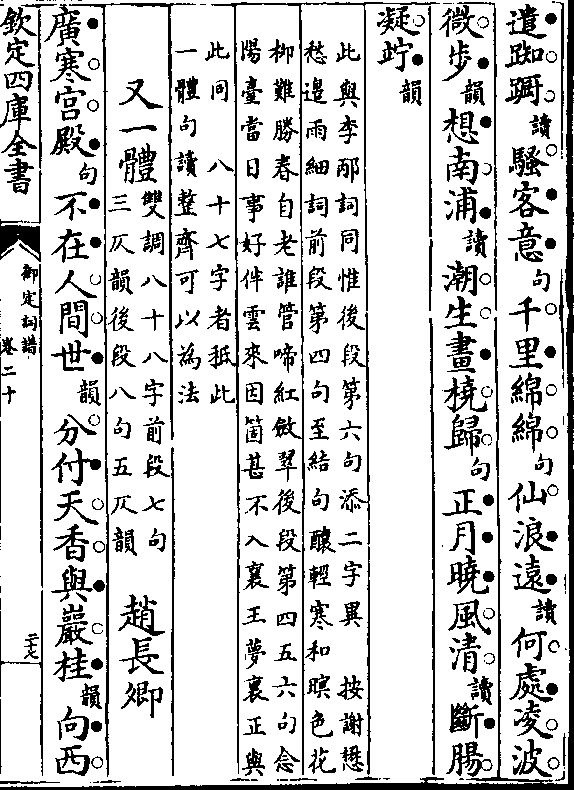 遺踟躕讀騷客意句千里綿綿句仙浪遠讀何處凌波
微步韻想南浦讀潮生畫橈歸句正月曉風清讀斷腸
凝竚韻
此與李邴詞同惟後段第六句添二字異　按謝懋
愁邊雨細詞前段第四句至結句釀輕寒和暝色花
柳難勝春自老誰管啼紅斂翠後段第四五六句念
陽臺當日事好伴雲來因箇甚不入襄王夢裏正與
此同　八十七字者秪此
一體句讀整齊可以為法
又一體雙調八十八字前段七句
三仄韻後段八句五仄韻　趙長卿
廣寒宮殿句不在人間世韻分付天香與巖桂韻向西
欽定四庫全書
御定詞譜
卷二十
二十七